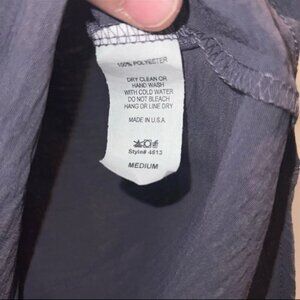 100% POLYESTER
DRY CLEAN OR
HAND WASH
WITH COLD WATER
DO NOT BLEACH
HANG OR LINE DRY
MADE IN U.S.A.
Style# 4613
MEDIUM